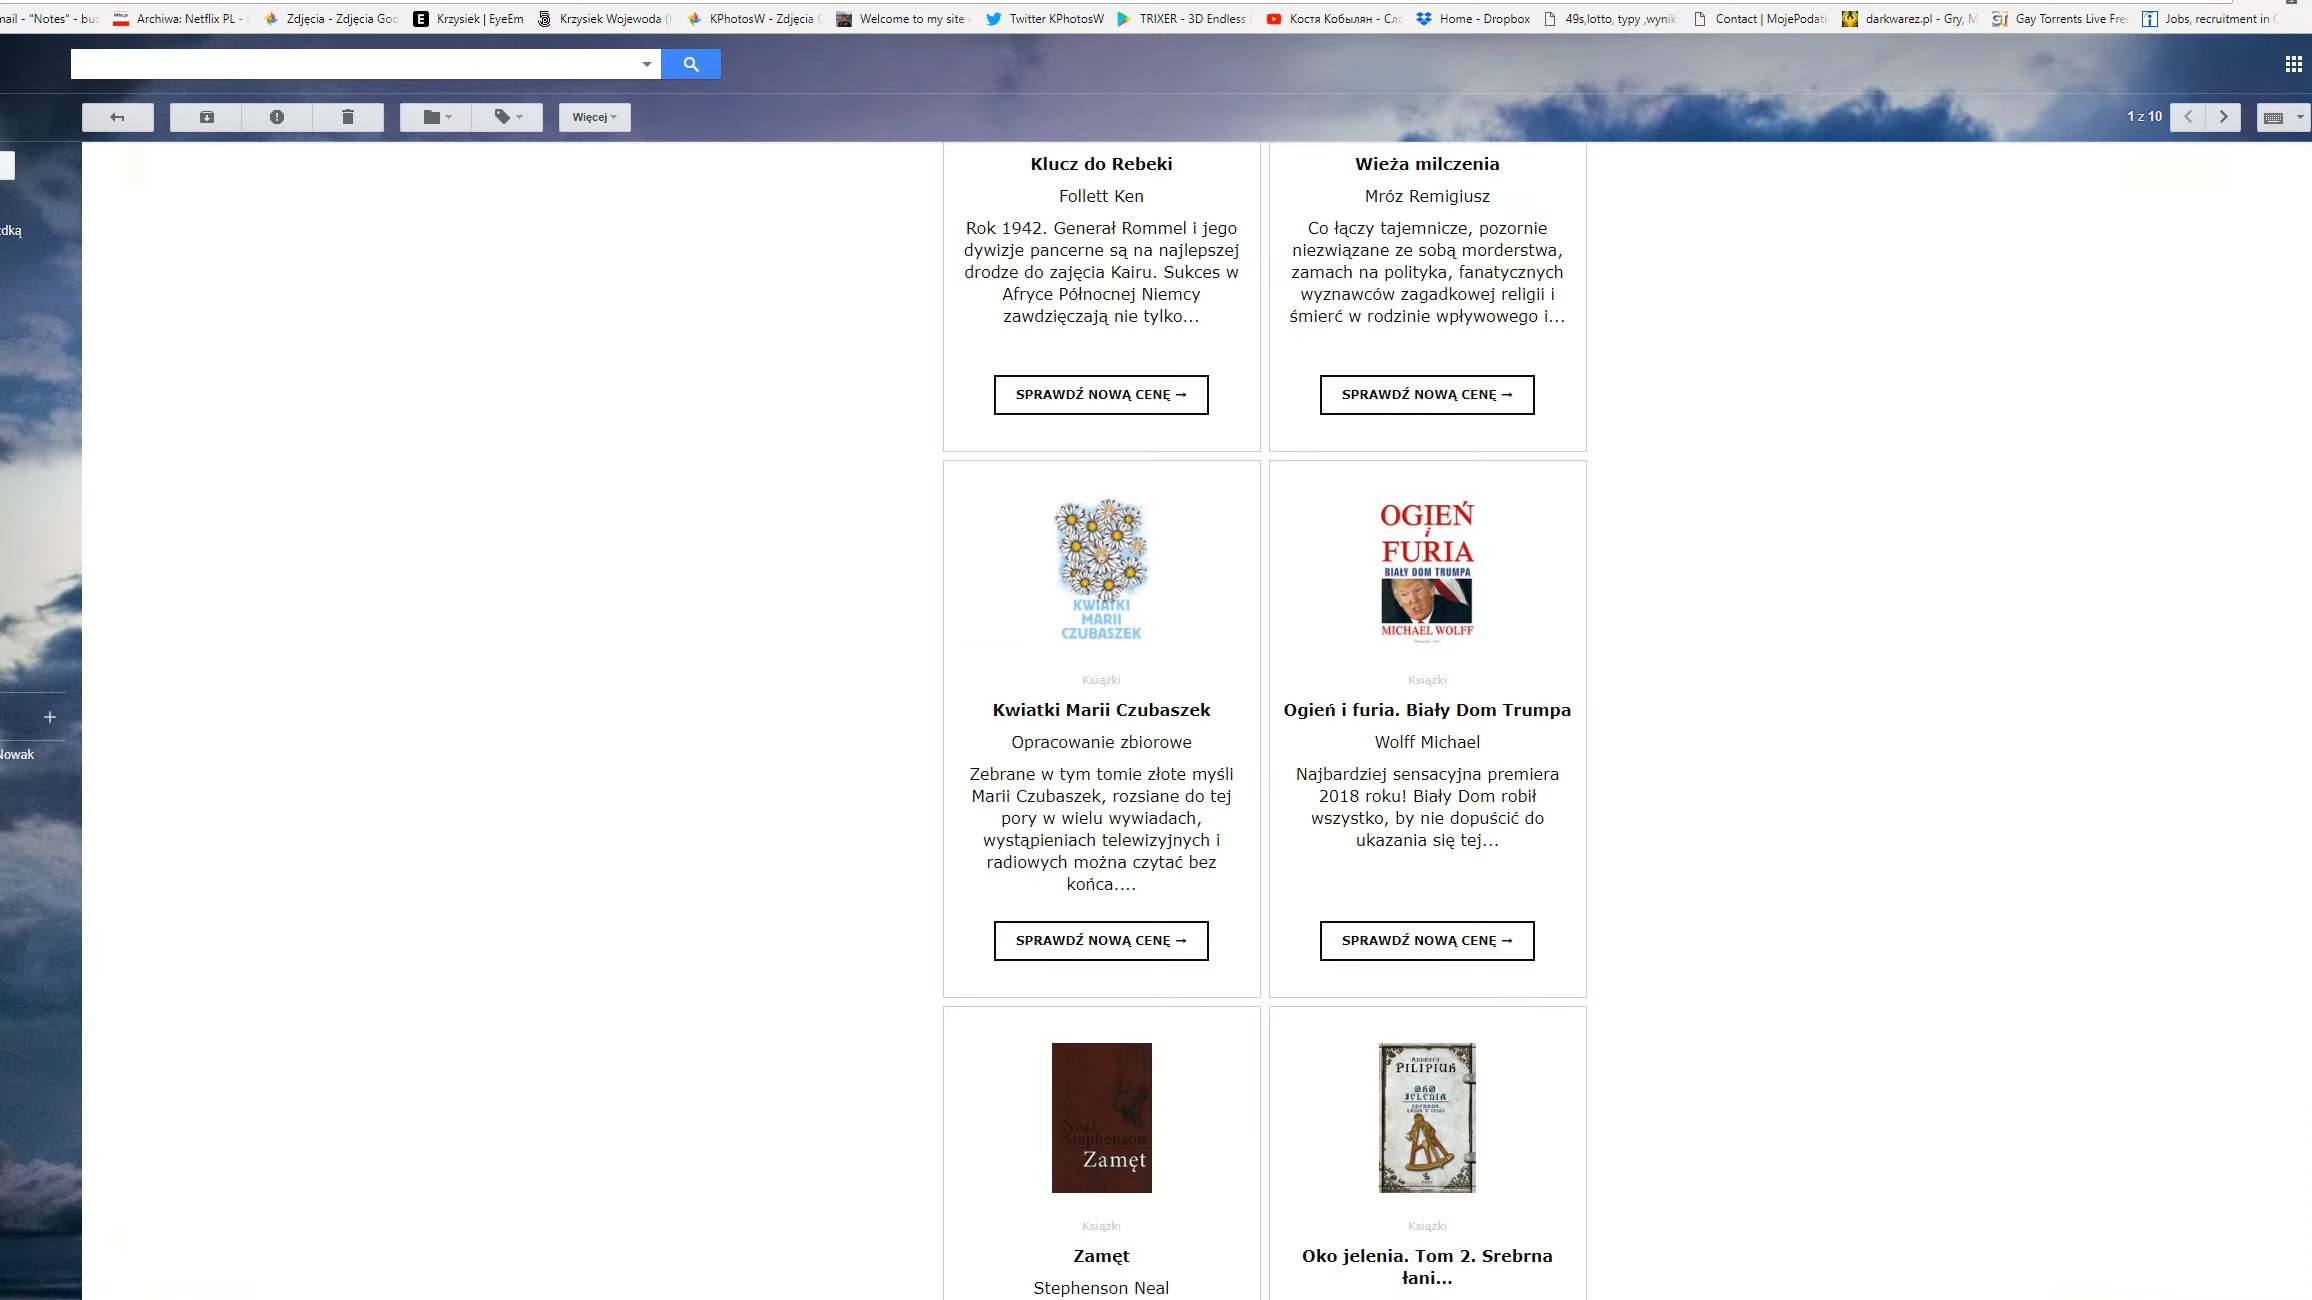 mail - "Notes" - bu
Archiwa: Netflix PL -
Zdjęcia - Zdjęcia Goo
Krzysiek | EyeEm
Krzysiek Wojewoda (
KPhotosW - Zdjęcia
Welcome to my site
Twitter KPhotosW
TRIXER - 3D Endless
Костя Кобылян - Сло
Home - Dropbox
49s,lotto, typy ,wynik
Contact | MojePodat
darkwarez.pl - Gry, M
Gay Torrents Live Fre
Jobs, recruitment in
Więcej
1 z 10
zdką
Nowak
Klucz do Rebeki
Follett Ken
Rok 1942. Generał Rommel i jego
dywizje pancerne są na najlepszej
drodze do zajęcia Kairu. Sukces w
Afryce Północnej Niemcy
zawdzięczają nie tylko...
SPRAWDŹ NOWĄ CENĘ →
Wieża milczenia
Mróz Remigiusz
Co łączy tajemnicze, pozornie
niezwiązane ze sobą morderstwa,
zamach na polityka, fanatycznych
wyznawców zagadkowej religii i
śmierć w rodzinie wpływowego i...
SPRAWDŹ NOWĄ CENĘ →
KWIATKI
MARII
CZUBASZEK
Książki
Kwiatki Marii Czubaszek
Opracowanie zbiorowe
Zebrane w tym tomie złote myśli
Marii Czubaszek, rozsiane do tej
pory w wielu wywiadach,
wystąpieniach telewizyjnych i
radiowych można czytać bez
końca....
SPRAWDŹ NOWĄ CENĘ →
OGIEŃ
i
FURIA
BIAŁY DOM TRUMPA
MICHAEL WOLFF
Książki
Ogień i furia. Biały Dom Trumpa
Wolff Michael
Najbardziej sensacyjna premiera
2018 roku! Biały Dom robił
wszystko, by nie dopuścić do
ukazania się tej...
SPRAWDŹ NOWĄ CENĘ →
Neal
Stephenson
Zamęt
Książki
Zamęt
Stephenson Neal
ANDRZEJ
PILIPIUK
OKO
JELENIA
Książki
Oko jelenia. Tom 2. Srebrna
łani...